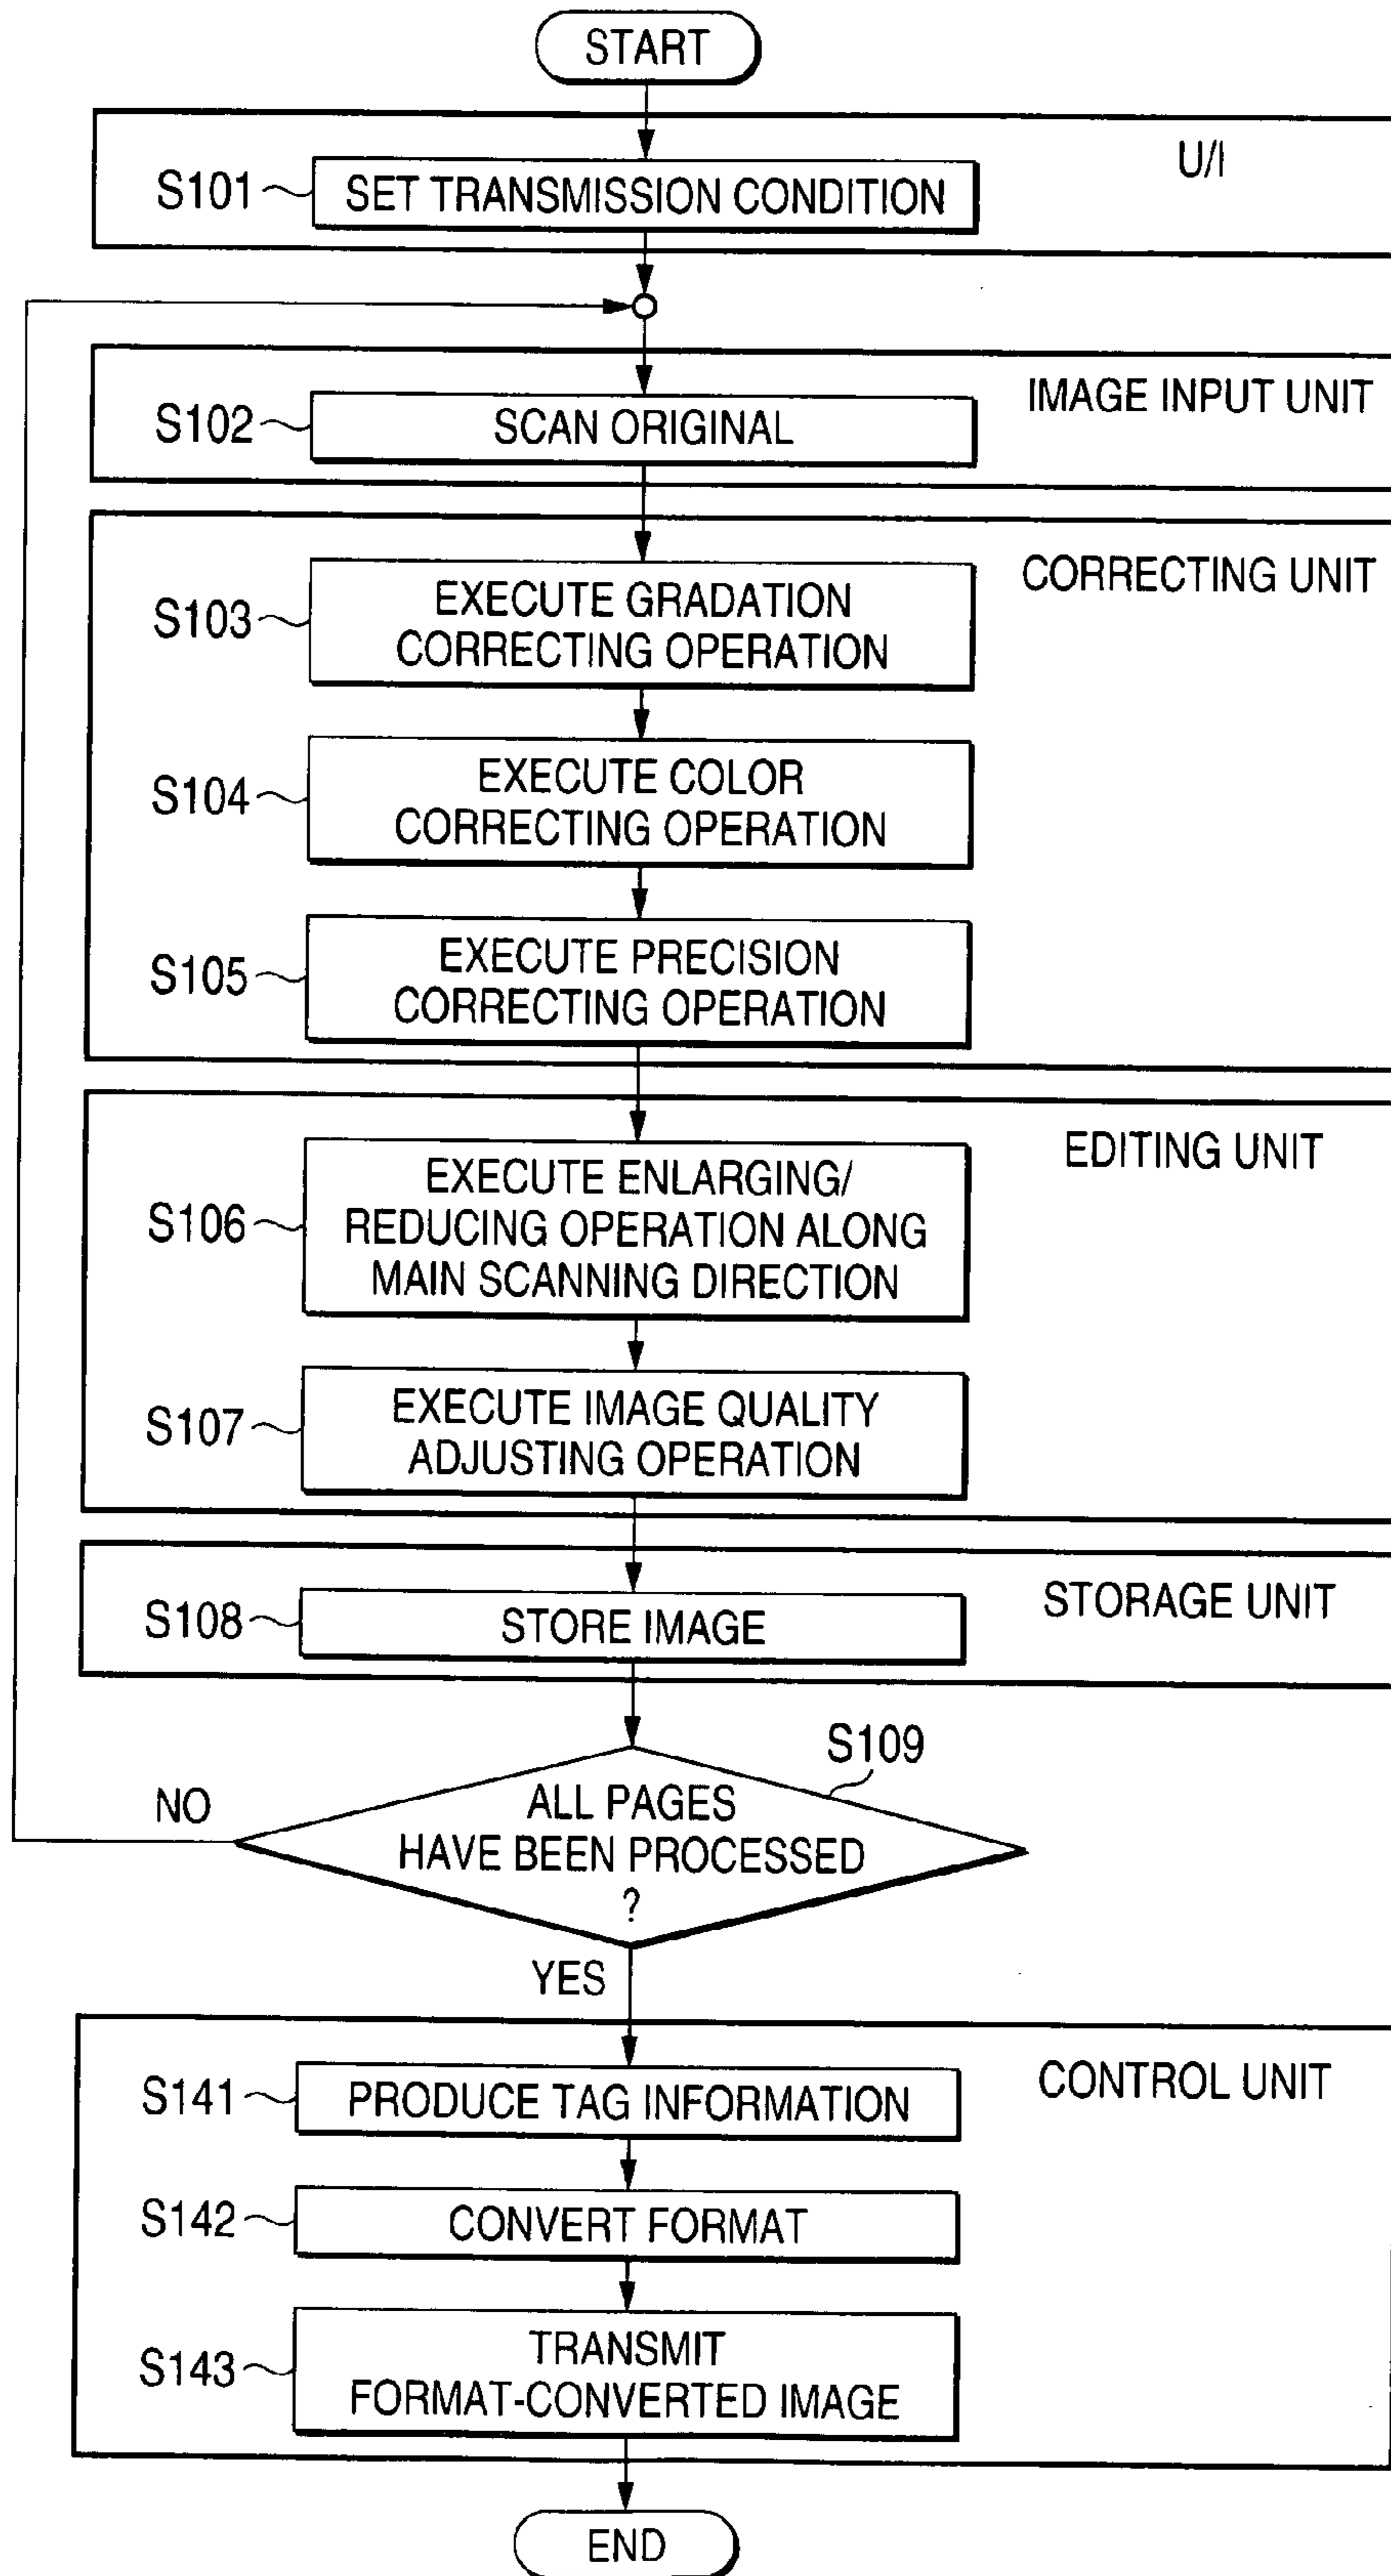 START
U/I
S101
SET TRANSMISSION CONDITION
IMAGE INPUT UNIT
S102
SCAN ORIGINAL
CORRECTING UNIT
S103
EXECUTE GRADATION
CORRECTING OPERATION
S104
EXECUTE COLOR
CORRECTING OPERATION
S105
EXECUTE PRECISION
CORRECTING OPERATION
EDITING UNIT
S106
EXECUTE ENLARGING/
REDUCING OPERATION ALONG
MAIN SCANNING DIRECTION
S107
EXECUTE IMAGE QUALITY
ADJUSTING OPERATION
STORAGE UNIT
S108
STORE IMAGE
S109
NO
ALL PAGES
HAVE BEEN PROCESSED
?
YES
CONTROL UNIT
S141
PRODUCE TAG INFORMATION
S142
CONVERT FORMAT
S143
TRANSMIT
FORMAT-CONVERTED IMAGE
END